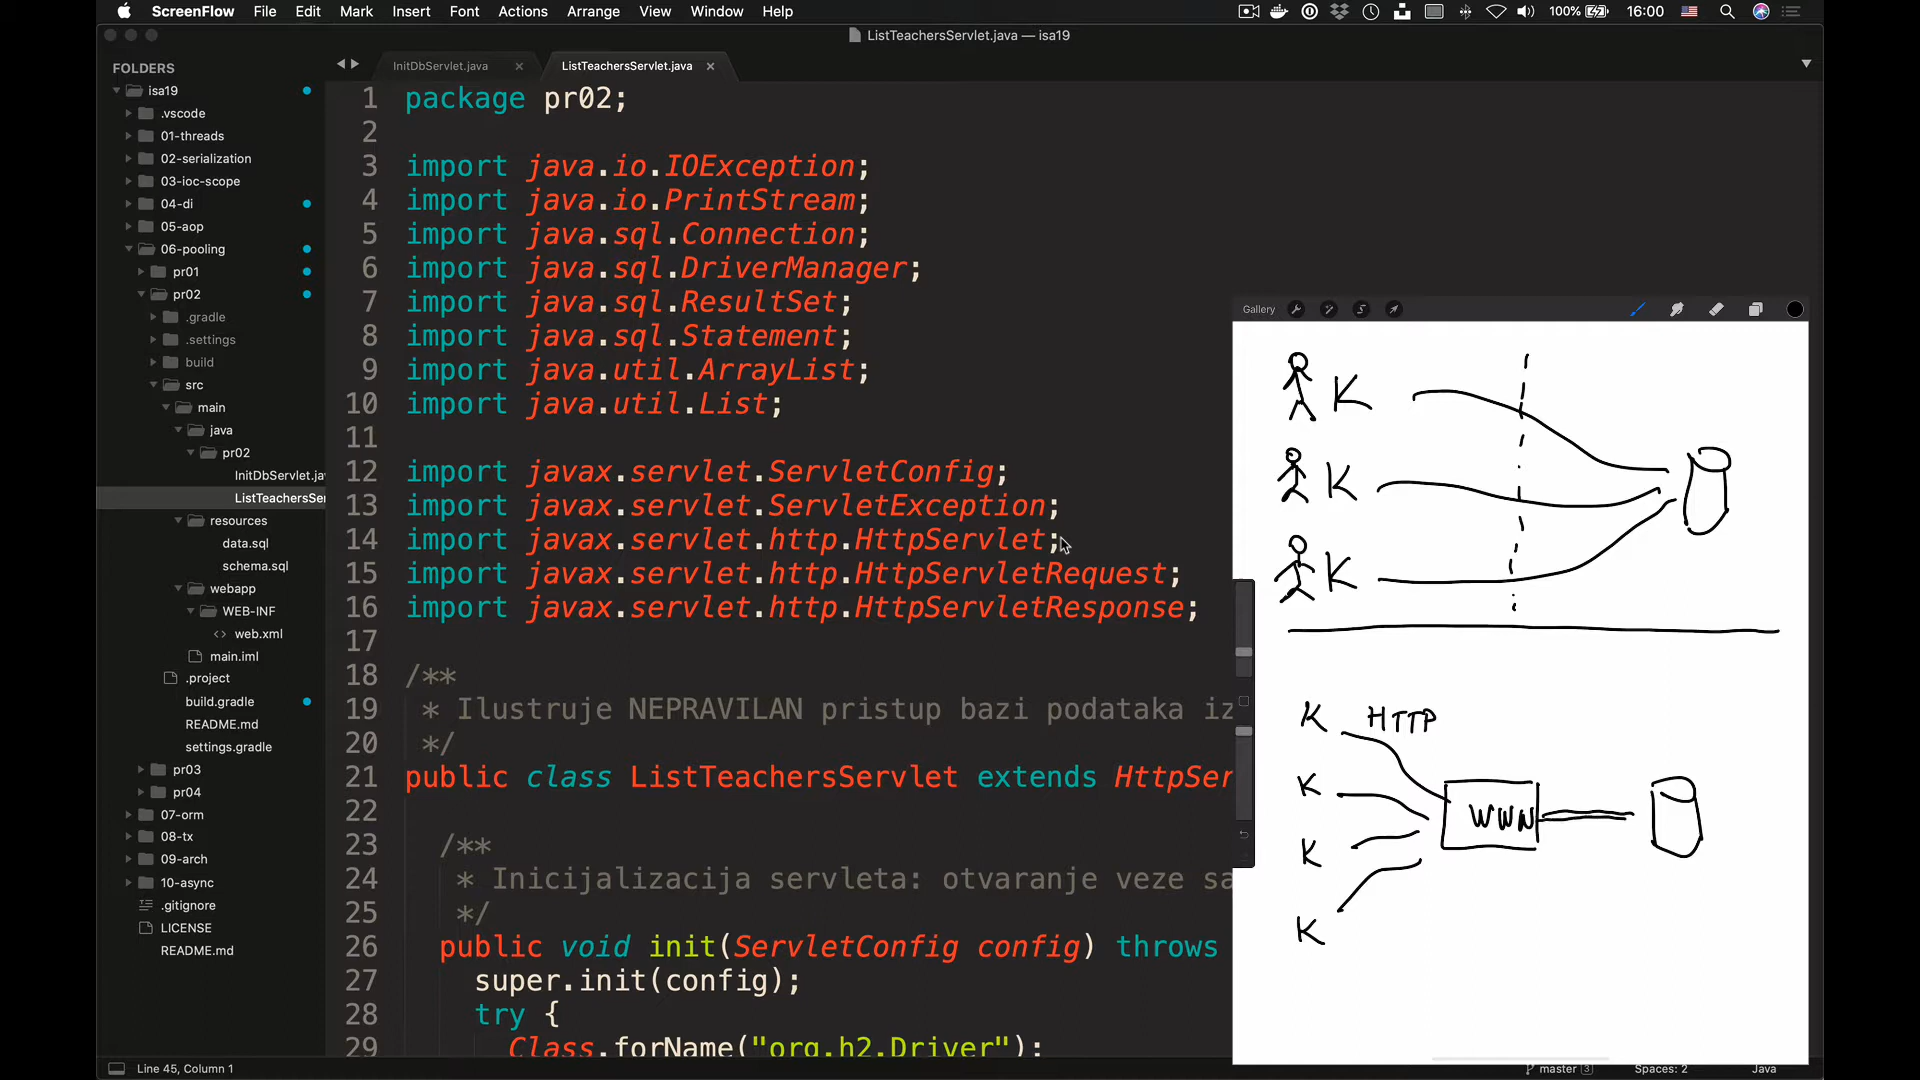 ScreenFlow File Edit Mark Insert Font Actions Arrange View Window Help 100% 16:00
ListTeachersServlet.java — isa19
FOLDERS
isa19
.vscode
01-threads
02-serialization
03-ioc-scope
04-di
05-aop
06-pooling
pr01
pr02
.gradle
.settings
build
src
main
java
pr02
InitDbServlet.jav
ListTeachersSer
resources
data.sql
schema.sql
webapp
WEB-INF
web.xml
main.iml
.project
build.gradle
README.md
settings.gradle
pr03
pr04
07-orm
08-tx
09-arch
10-async
.gitignore
LICENSE
README.md
InitDbServlet.java × ListTeachersServlet.java ×
1 package pr02;
2
3 import java.io.IOException;
4 import java.io.PrintStream;
5 import java.sql.Connection;
6 import java.sql.DriverManager;
7 import java.sql.ResultSet;
8 import java.sql.Statement;
9 import java.util.ArrayList;
10 import java.util.List;
11
12 import javax.servlet.ServletConfig;
13 import javax.servlet.ServletException;
14 import javax.servlet.http.HttpServlet;
15 import javax.servlet.http.HttpServletRequest;
16 import javax.servlet.http.HttpServletResponse;
17
18 /**
19 * Ilustruje NEPRAVILAN pristup bazi podataka iz
20 */
21 public class ListTeachersServlet extends HttpSer
22
23 /**
24 * Inicijalizacija servleta: otvaranje veze sa
25 */
26 public void init(ServletConfig config) throws
27 super.init(config);
28 try {
29 Class.forName("org.h2.Driver");
Gallery
K
K
K
K HTTP
K
WWW
K
K
Line 45, Column 1 master 3 Spaces: 2 Java